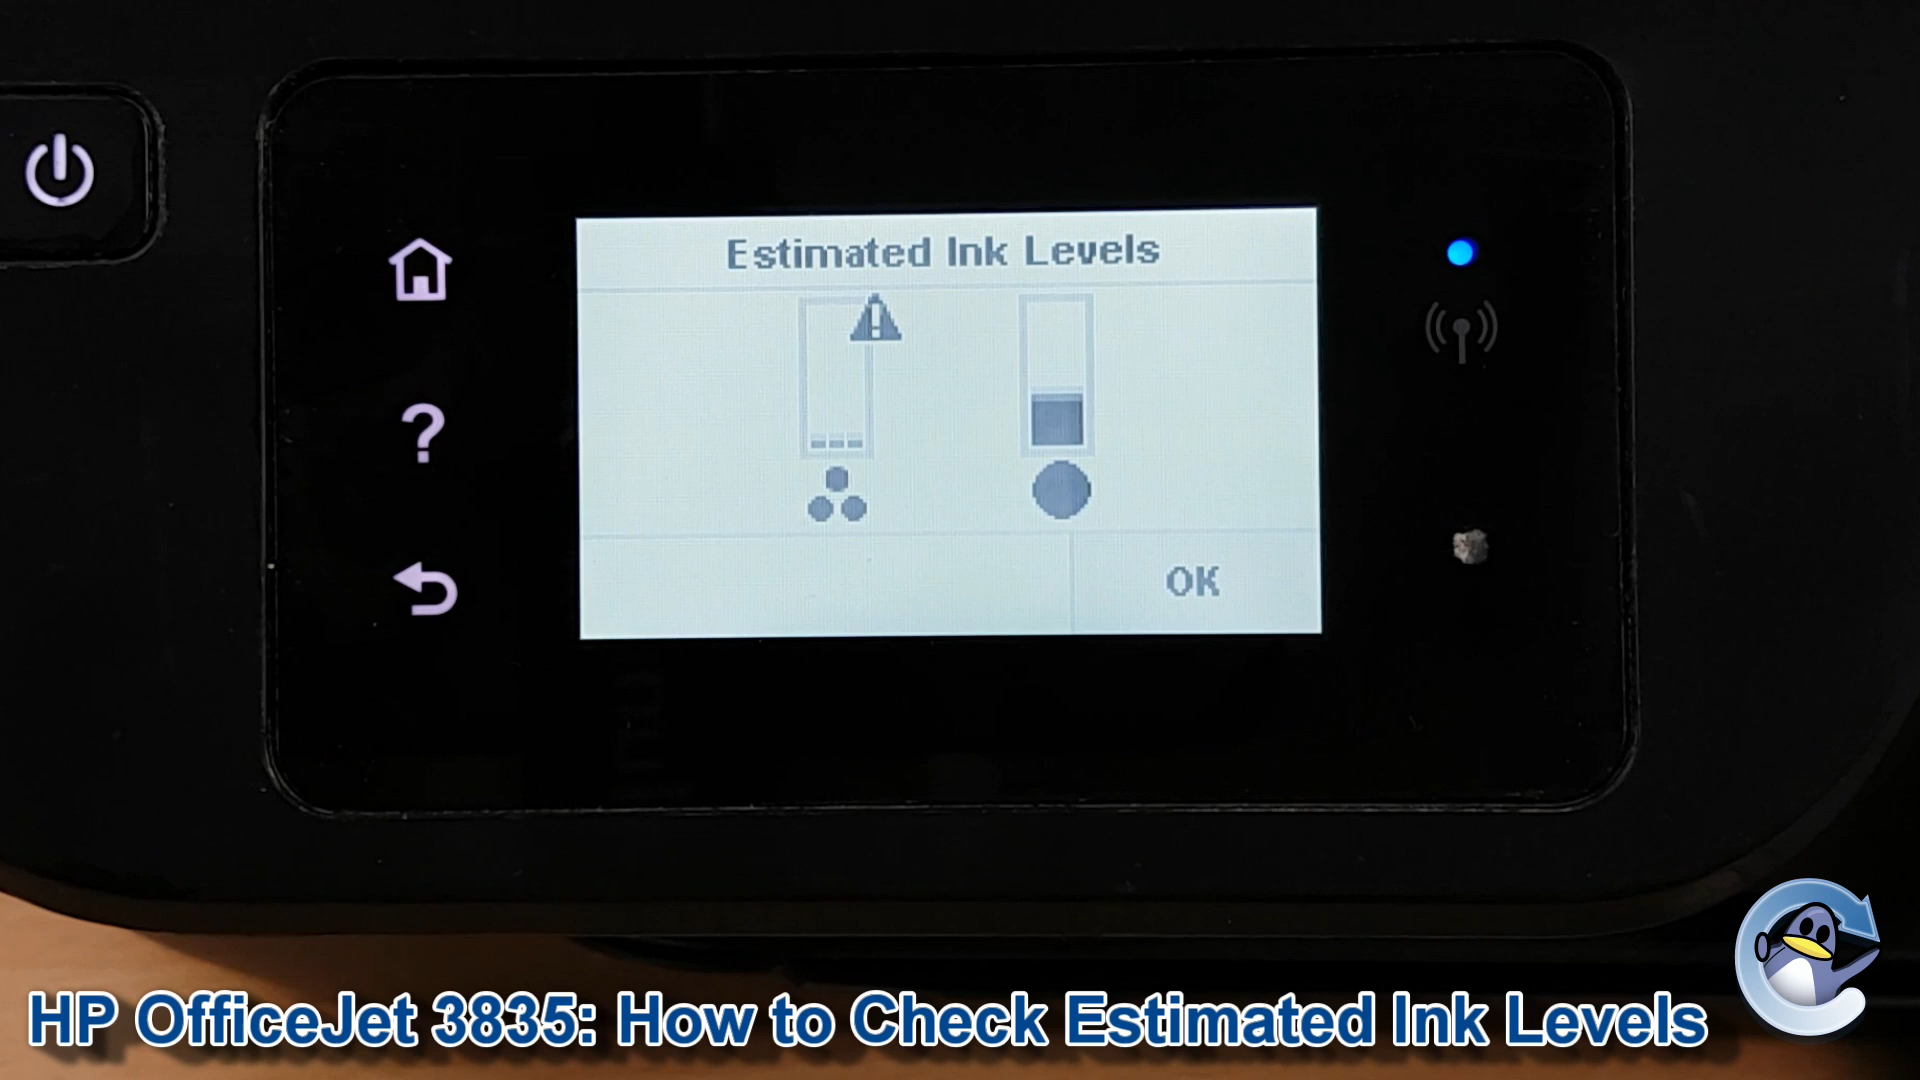 Estimated Ink Levels
OK
HP OfficeJet 3835: How to Check Estimated Ink Levels